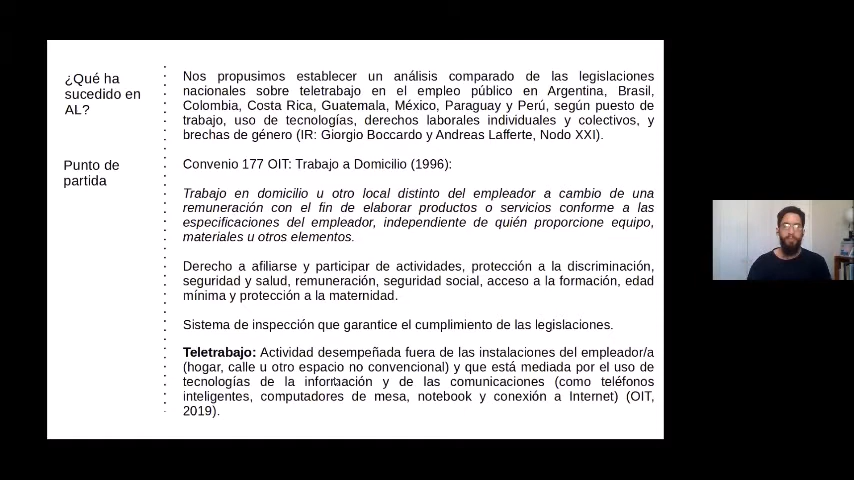 ¿Qué ha
sucedido en
AL?
Nos propusimos establecer un análisis comparado de las legislaciones
nacionales sobre teletrabajo en el empleo público en Argentina, Brasil,
Colombia, Costa Rica, Guatemala, México, Paraguay y Perú, según puesto de
trabajo, uso de tecnologías, derechos laborales individuales y colectivos, y
brechas de género (IR: Giorgio Boccardo y Andreas Lafferte, Nodo XXI).
Punto de
partida
Convenio 177 OIT: Trabajo a Domicilio (1996):
Trabajo en domicilio u otro local distinto del empleador a cambio de una
remuneración con el fin de elaborar productos o servicios conforme a las
especificaciones del empleador, independiente de quién proporcione equipo,
materiales u otros elementos.
Derecho a afiliarse y participar de actividades, protección a la discriminación,
seguridad y salud, remuneración, seguridad social, acceso a la formación, edad
mínima y protección a la maternidad.
Sistema de inspección que garantice el cumplimiento de las legislaciones.
Teletrabajo: Actividad desempeñada fuera de las instalaciones del empleador/a
(hogar, calle u otro espacio no convencional) y que está mediada por el uso de
tecnologías de la información y de las comunicaciones (como teléfonos
inteligentes, computadores de mesa, notebook y conexión a Internet) (OIT,
2019).